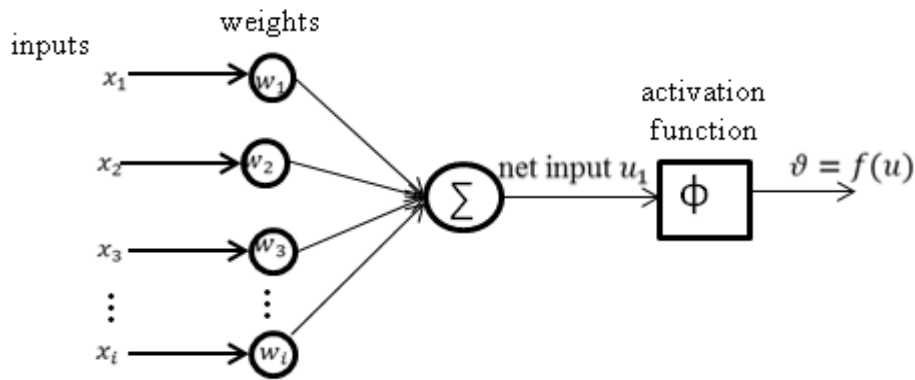 weights
inputs
x₁
w₁
activation
function
x₂
w₂
∑
net input u₁
ϕ
ϑ = f(u)
x₃
w₃
⋮ ⋮
xᵢ
wᵢ